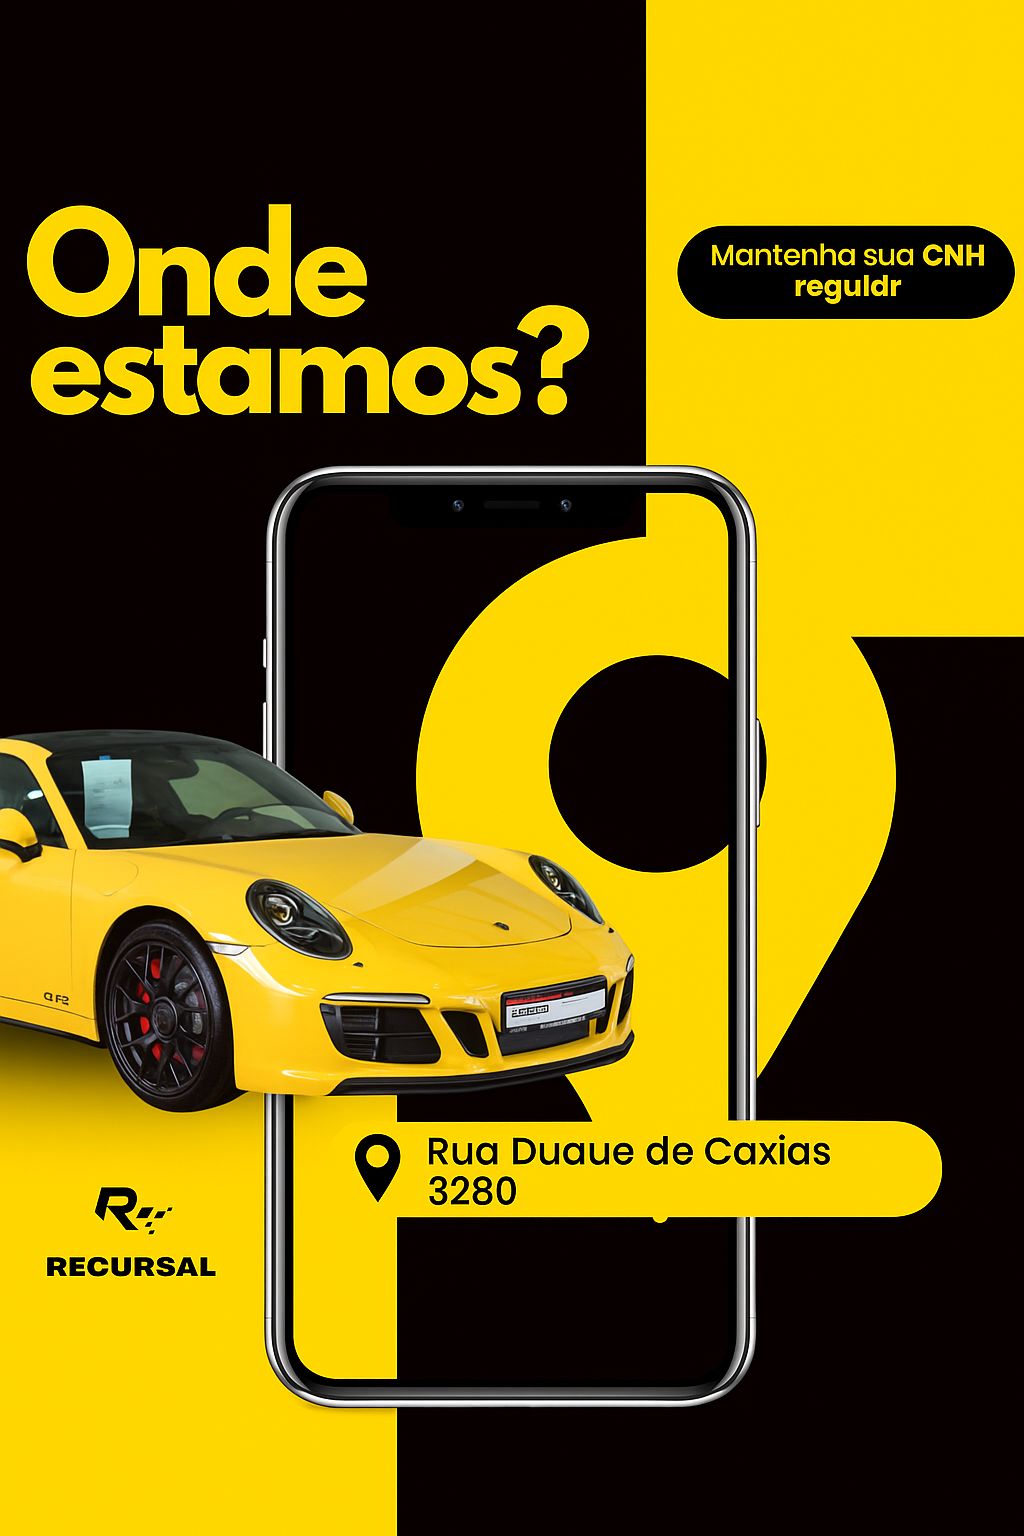 Onde
estamos?
Mantenha sua CNH
reguldr
Rua Duaue de Caxias
3280
RECURSAL